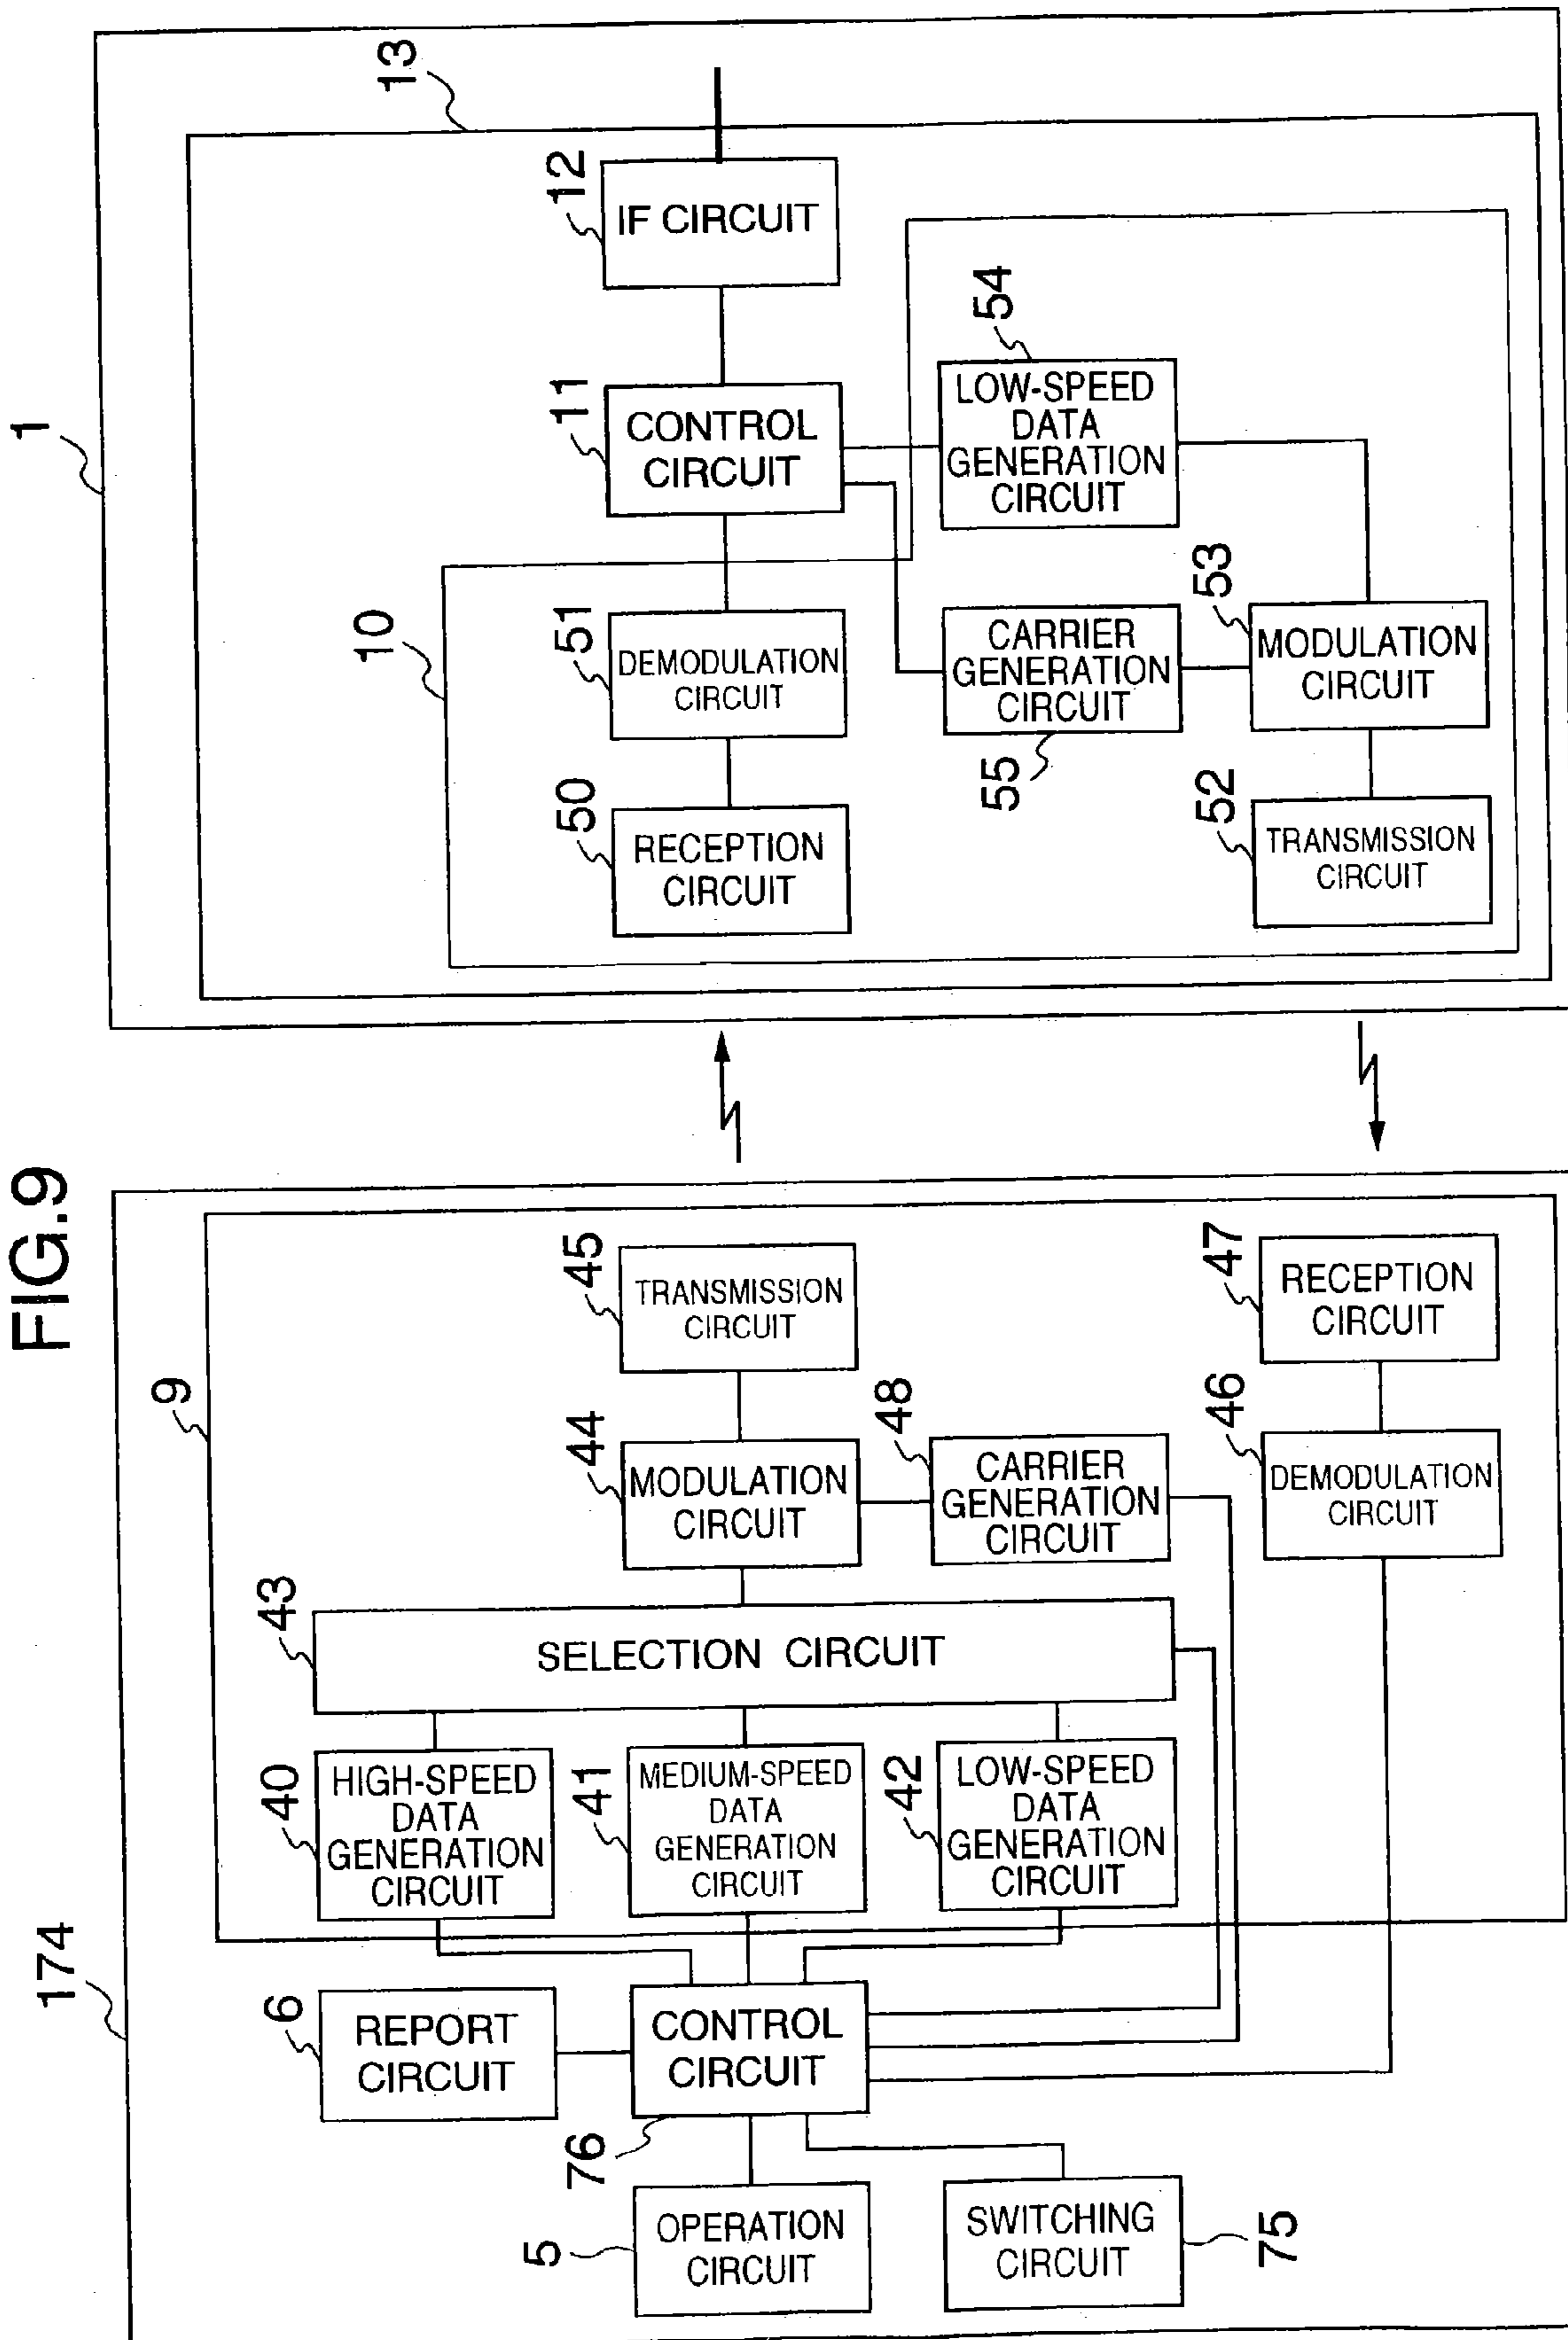 FIG.9
174
9
6
REPORT
CIRCUIT
5
OPERATION
CIRCUIT
76
CONTROL
CIRCUIT
SWITCHING
CIRCUIT
75
40
HIGH-SPEED
DATA
GENERATION
CIRCUIT
41
MEDIUM-SPEED
DATA
GENERATION
CIRCUIT
42
LOW-SPEED
DATA
GENERATION
CIRCUIT
43
SELECTION CIRCUIT
44
MODULATION
CIRCUIT
45
TRANSMISSION
CIRCUIT
48
CARRIER
GENERATION
CIRCUIT
46
DEMODULATION
CIRCUIT
47
RECEPTION
CIRCUIT
1
13
10
50
RECEPTION
CIRCUIT
51
DEMODULATION
CIRCUIT
11
CONTROL
CIRCUIT
12
IF CIRCUIT
55
CARRIER
GENERATION
CIRCUIT
54
LOW-SPEED
DATA
GENERATION
CIRCUIT
52
TRANSMISSION
CIRCUIT
53
MODULATION
CIRCUIT